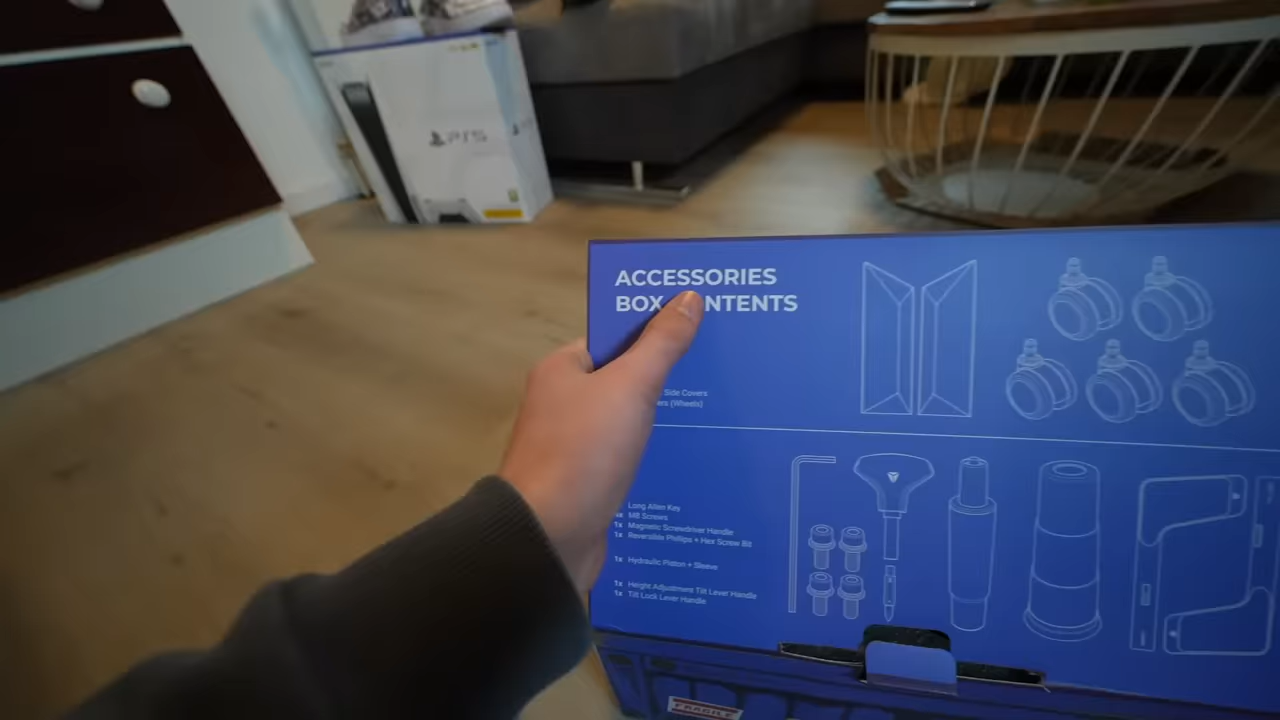 PS5
ACCESSORIES
BOX NTENTS
Side Covers
(Wheels)
Long Allen Key
M8 Screws
1x Magnetic Screwdriver Handle
1x Reversible Phillips + Hex Screw Bit
1x Hydraulic Piston + Sleeve
1x Height Adjustment Tilt Lever Handle
1x Tilt Lock Lever Handle
FRAGILE